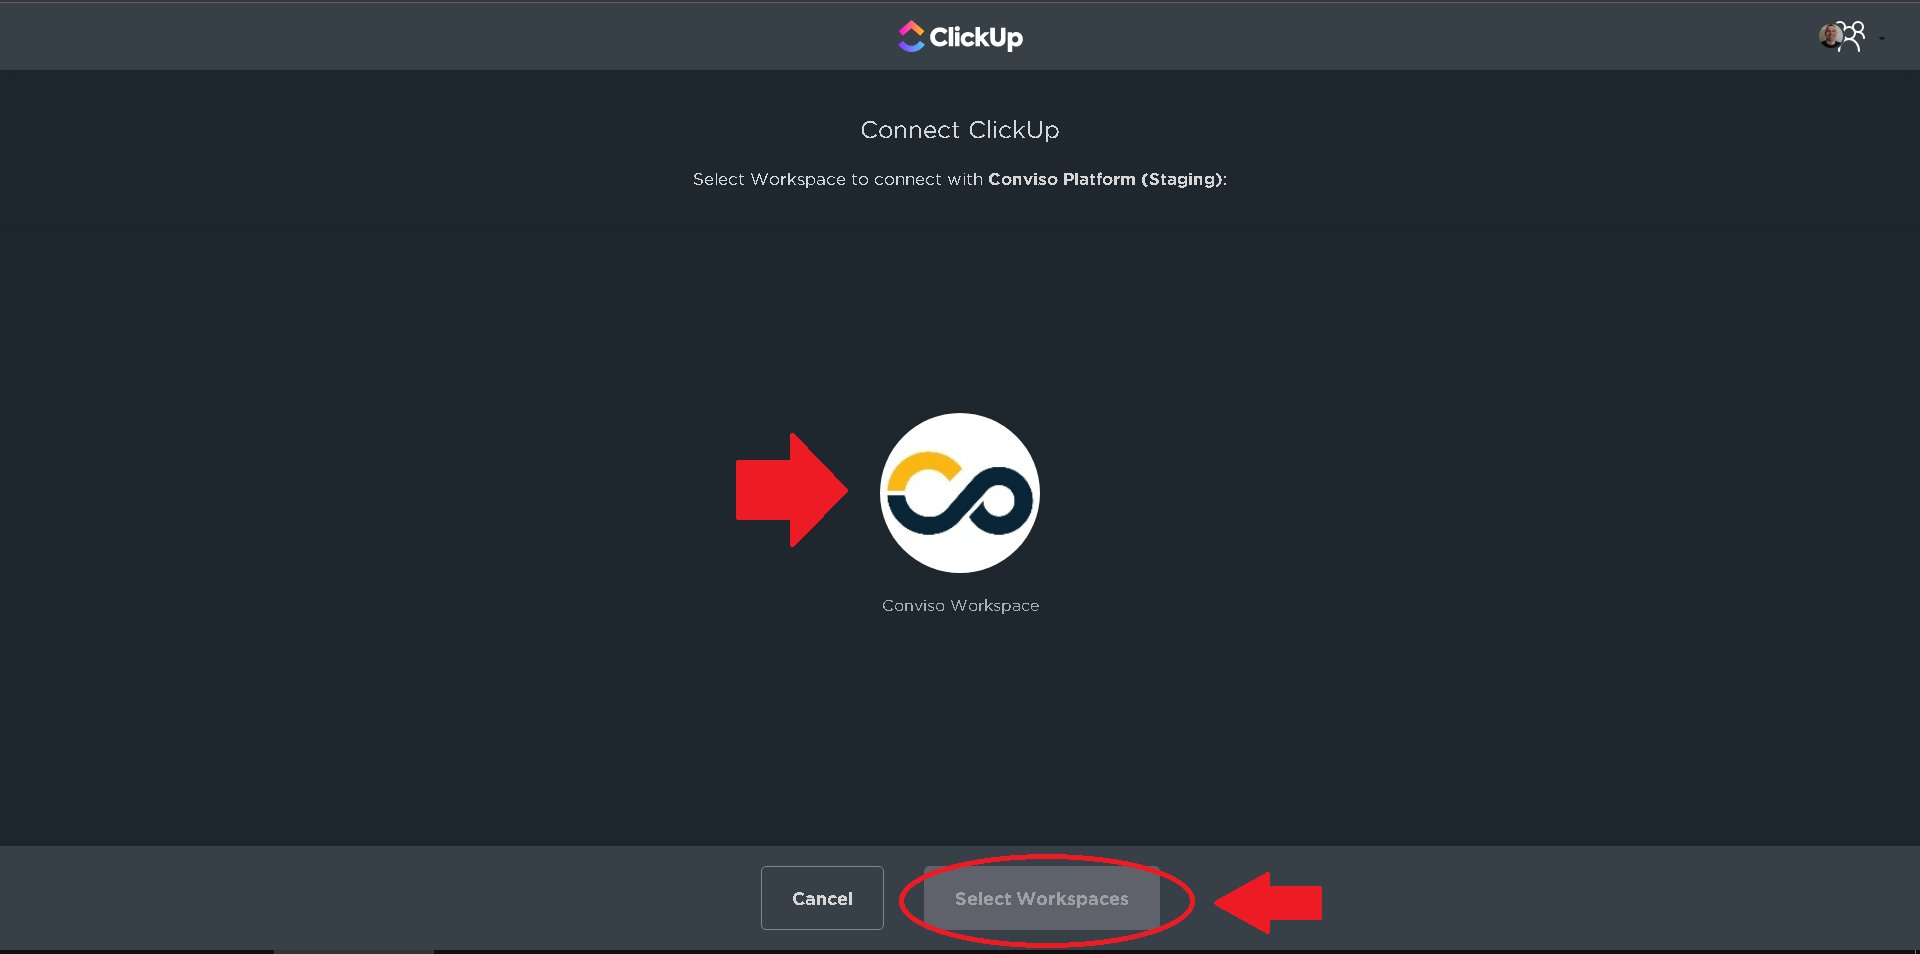 ClickUp
Connect ClickUp
Select Workspace to connect with Conviso Platform (Staging):
Conviso Workspace
Cancel
Select Workspaces